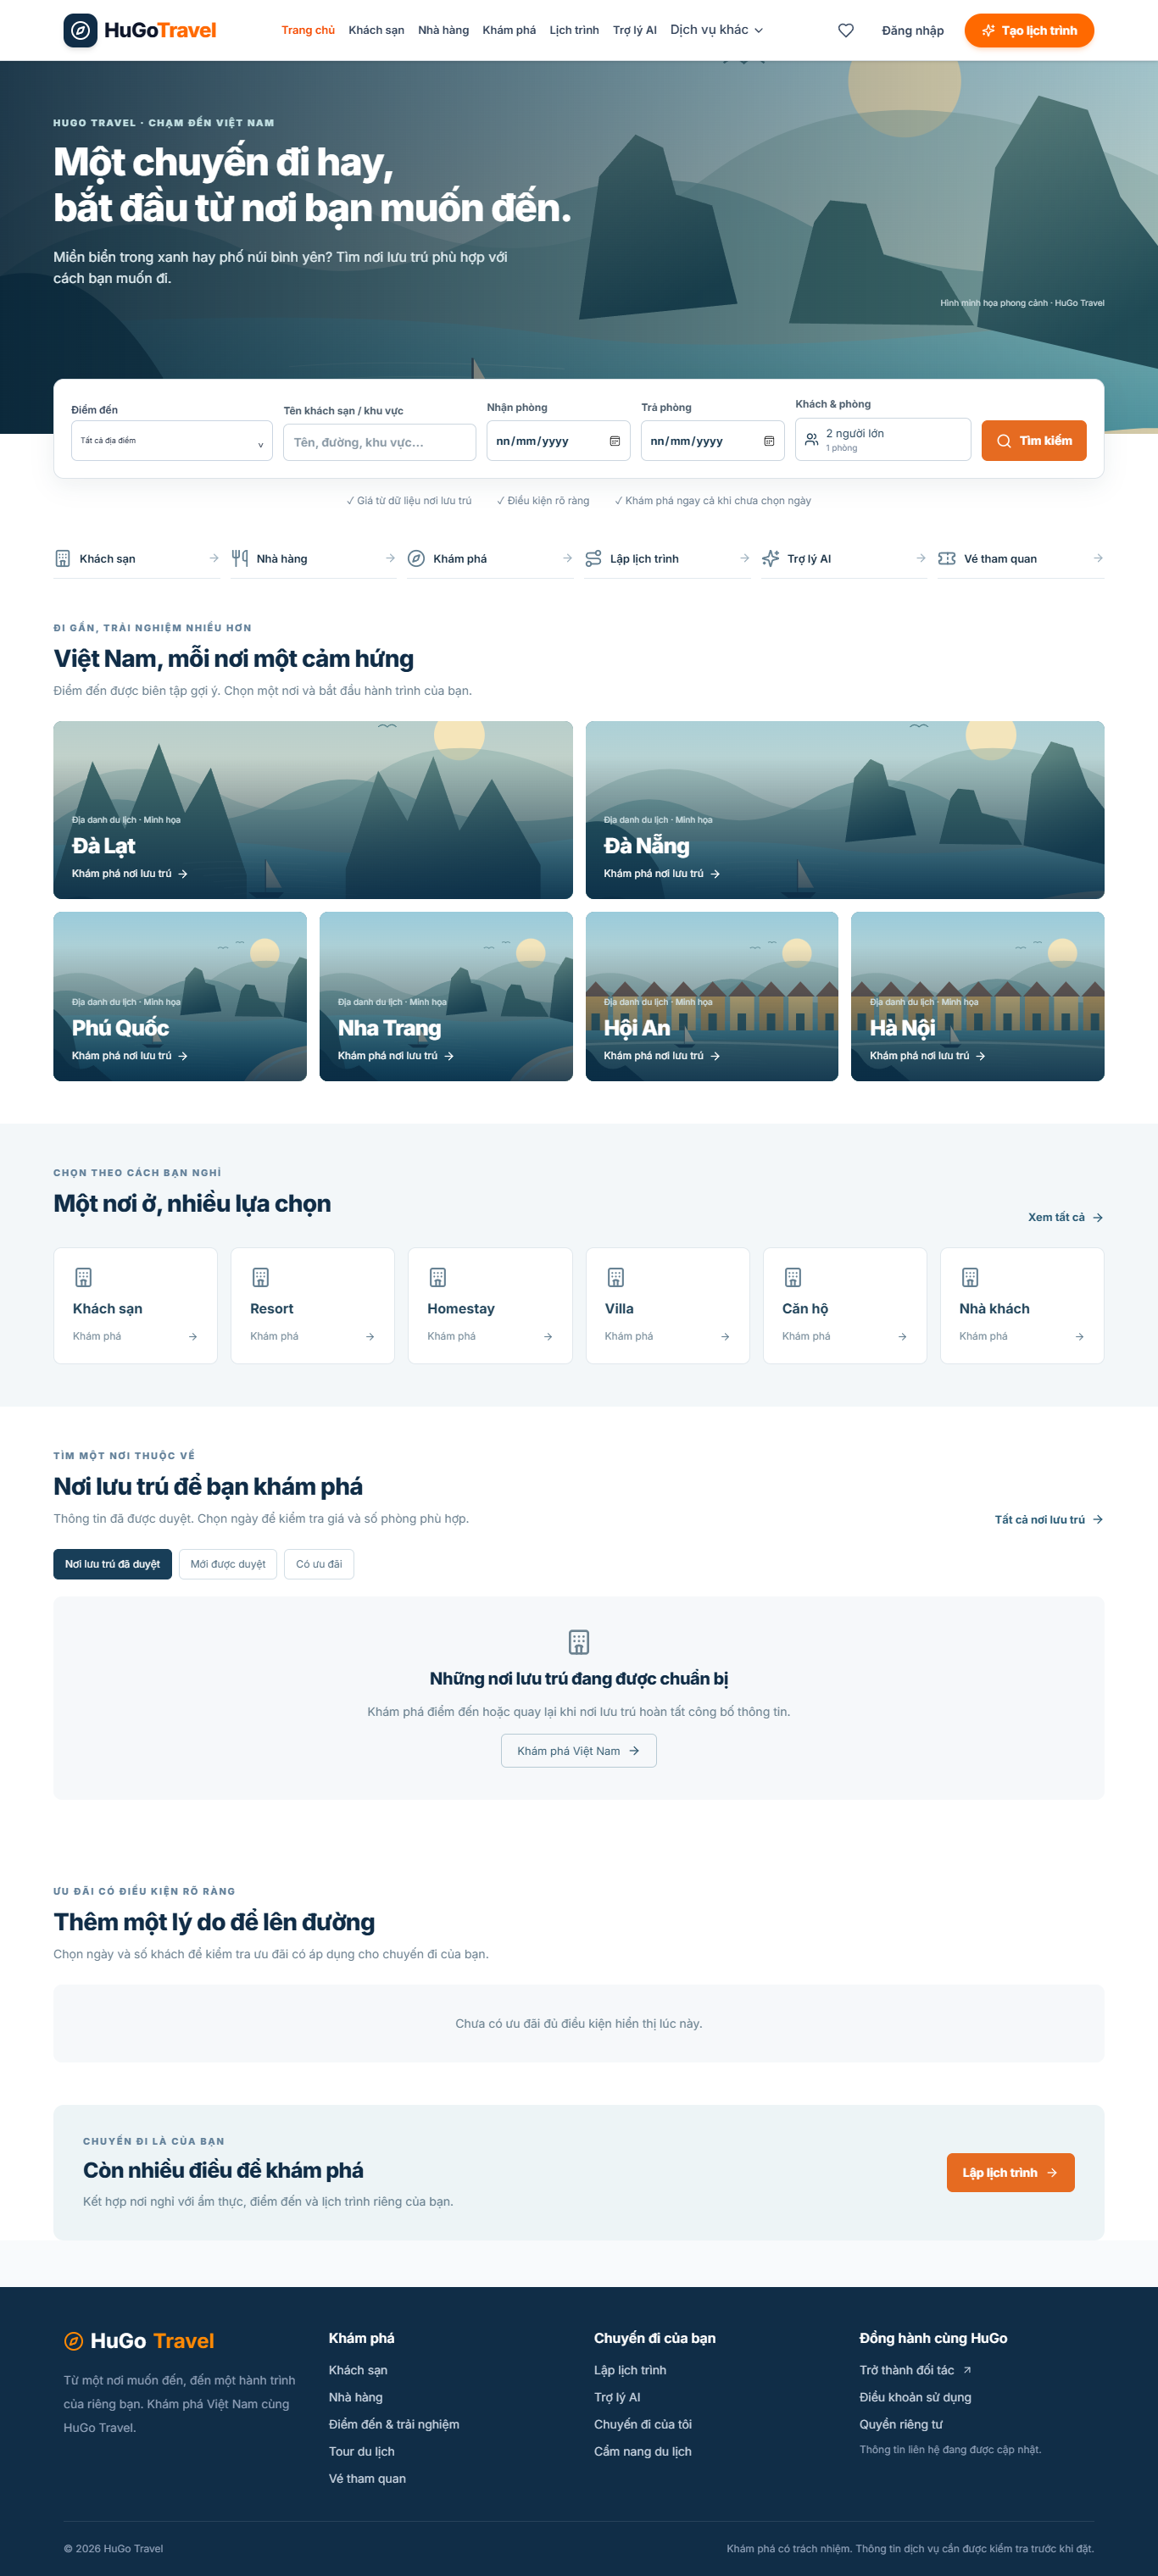 HuGoTravel
Trang chủ Khách sạn Nhà hàng Khám phá Lịch trình Trợ lý AI Dịch vụ khác
Đăng nhập
Tạo lịch trình
HUGO TRAVEL · CHẠM ĐẾN VIỆT NAM
Một chuyến đi hay,
bắt đầu từ nơi bạn muốn đến.
Miền biển trong xanh hay phố núi bình yên? Tìm nơi lưu trú phù hợp với
cách bạn muốn đi.
Hình minh họa phong cảnh · HuGo Travel
Điểm đến
Tất cả địa điểm
Tên khách sạn / khu vực
Tên, đường, khu vực...
Nhận phòng
nn/mm/yyyy
Trả phòng
nn/mm/yyyy
Khách & phòng
2 người lớn
1 phòng
Tìm kiếm
✓ Giá từ dữ liệu nơi lưu trú ✓ Điều kiện rõ ràng ✓ Khám phá ngay cả khi chưa chọn ngày
Khách sạn
Nhà hàng
Khám phá
Lập lịch trình
Trợ lý AI
Vé tham quan
ĐI GẦN, TRẢI NGHIỆM NHIỀU HƠN
Việt Nam, mỗi nơi một cảm hứng
Điểm đến được biên tập gợi ý. Chọn một nơi và bắt đầu hành trình của bạn.
Địa danh du lịch · Minh họa
Đà Lạt
Khám phá nơi lưu trú
Địa danh du lịch · Minh họa
Đà Nẵng
Khám phá nơi lưu trú
Địa danh du lịch · Minh họa
Phú Quốc
Khám phá nơi lưu trú
Địa danh du lịch · Minh họa
Nha Trang
Khám phá nơi lưu trú
Địa danh du lịch · Minh họa
Hội An
Khám phá nơi lưu trú
Địa danh du lịch · Minh họa
Hà Nội
Khám phá nơi lưu trú
CHỌN THEO CÁCH BẠN NGHỈ
Một nơi ở, nhiều lựa chọn
Xem tất cả
Khách sạn
Khám phá
Resort
Khám phá
Homestay
Khám phá
Villa
Khám phá
Căn hộ
Khám phá
Nhà khách
Khám phá
TÌM MỘT NƠI THUỘC VỀ
Nơi lưu trú để bạn khám phá
Thông tin đã được duyệt. Chọn ngày để kiểm tra giá và số phòng phù hợp.
Tất cả nơi lưu trú
Nơi lưu trú đã duyệt
Mới được duyệt
Có ưu đãi
Những nơi lưu trú đang được chuẩn bị
Khám phá điểm đến hoặc quay lại khi nơi lưu trú hoàn tất công bố thông tin.
Khám phá Việt Nam
ƯU ĐÃI CÓ ĐIỀU KIỆN RÕ RÀNG
Thêm một lý do để lên đường
Chọn ngày và số khách để kiểm tra ưu đãi có áp dụng cho chuyến đi của bạn.
Chưa có ưu đãi đủ điều kiện hiển thị lúc này.
CHUYẾN ĐI LÀ CỦA BẠN
Còn nhiều điều để khám phá
Kết hợp nơi nghỉ với ẩm thực, điểm đến và lịch trình riêng của bạn.
Lập lịch trình
HuGo Travel
Từ một nơi muốn đến, đến một hành trình
của riêng bạn. Khám phá Việt Nam cùng
HuGo Travel.
Khám phá
Khách sạn
Nhà hàng
Điểm đến & trải nghiệm
Tour du lịch
Vé tham quan
Chuyến đi của bạn
Lập lịch trình
Trợ lý AI
Chuyến đi của tôi
Cẩm nang du lịch
Đồng hành cùng HuGo
Trở thành đối tác
Điều khoản sử dụng
Quyền riêng tư
Thông tin liên hệ đang được cập nhật.
© 2026 HuGo Travel
Khám phá có trách nhiệm. Thông tin dịch vụ cần được kiểm tra trước khi đặt.